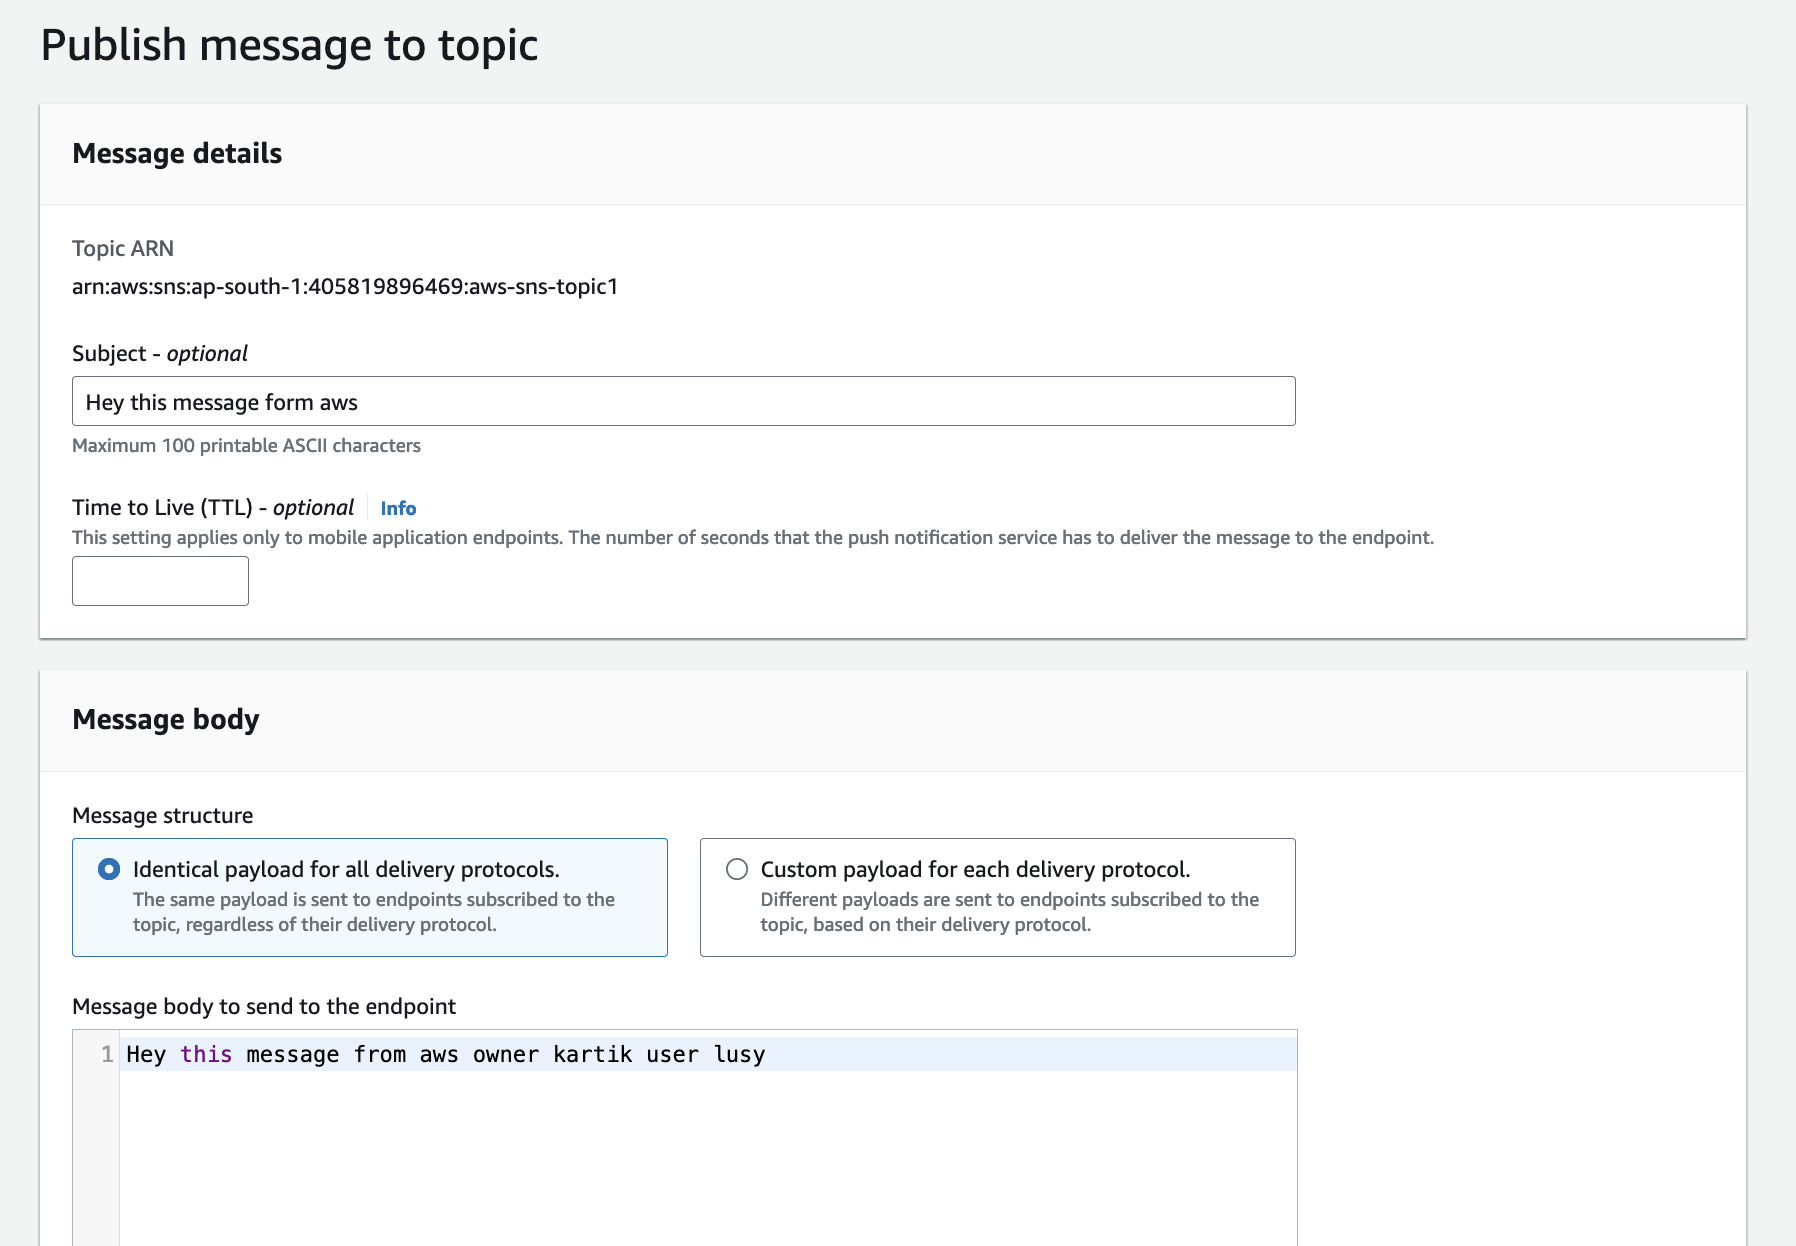 Publish message to topic
Message details
Topic ARN
arn:aws:sns:ap-south-1:405819896469:aws-sns-topic1
Subject - optional
Hey this message form aws
Maximum 100 printable ASCII characters
Time to Live (TTL) - optional Info
This setting applies only to mobile application endpoints. The number of seconds that the push notification service has to deliver the message to the endpoint.
Message body
Message structure
Identical payload for all delivery protocols.
The same payload is sent to endpoints subscribed to the
topic, regardless of their delivery protocol.
Custom payload for each delivery protocol.
Different payloads are sent to endpoints subscribed to the
topic, based on their delivery protocol.
Message body to send to the endpoint
1 Hey this message from aws owner kartik user lusy